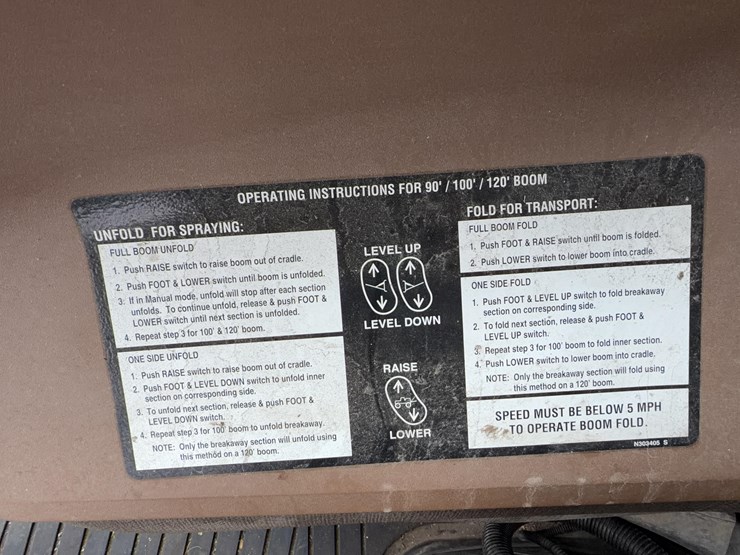 OPERATING INSTRUCTIONS FOR 90' / 100' / 120' BOOM
UNFOLD FOR SPRAYING:
FULL BOOM UNFOLD
1. Push RAISE switch to raise boom out of cradle.
2. Push FOOT & LOWER switch until boom is unfolded.
3. If in Manual mode, unfold will stop after each section
unfolds. To continue unfold, release & push FOOT &
LOWER switch until next section is unfolded.
4. Repeat step 3 for 100' & 120' boom.
ONE SIDE UNFOLD
1. Push RAISE switch to raise boom out of cradle.
2. Push FOOT & LEVEL DOWN switch to unfold inner
section on corresponding side.
3. To unfold next section, release & push FOOT &
LEVEL DOWN switch.
4. Repeat step 3 for 100' boom to unfold breakaway.
NOTE: Only the breakaway section will unfold using
this method on a 120' boom.
LEVEL UP
LEVEL DOWN
RAISE
LOWER
FOLD FOR TRANSPORT:
FULL BOOM FOLD
1. Push FOOT & RAISE switch until boom is folded.
2. Push LOWER switch to lower boom into cradle.
ONE SIDE FOLD
1. Push FOOT & LEVEL UP switch to fold breakaway
section on corresponding side.
2. To fold next section, release & push FOOT &
LEVEL UP switch.
3. Repeat step 3 for 100' boom to fold inner section.
4. Push LOWER switch to lower boom into cradle.
NOTE: Only the breakaway section will fold using
this method on a 120' boom.
SPEED MUST BE BELOW 5 MPH
TO OPERATE BOOM FOLD.
N303405 S